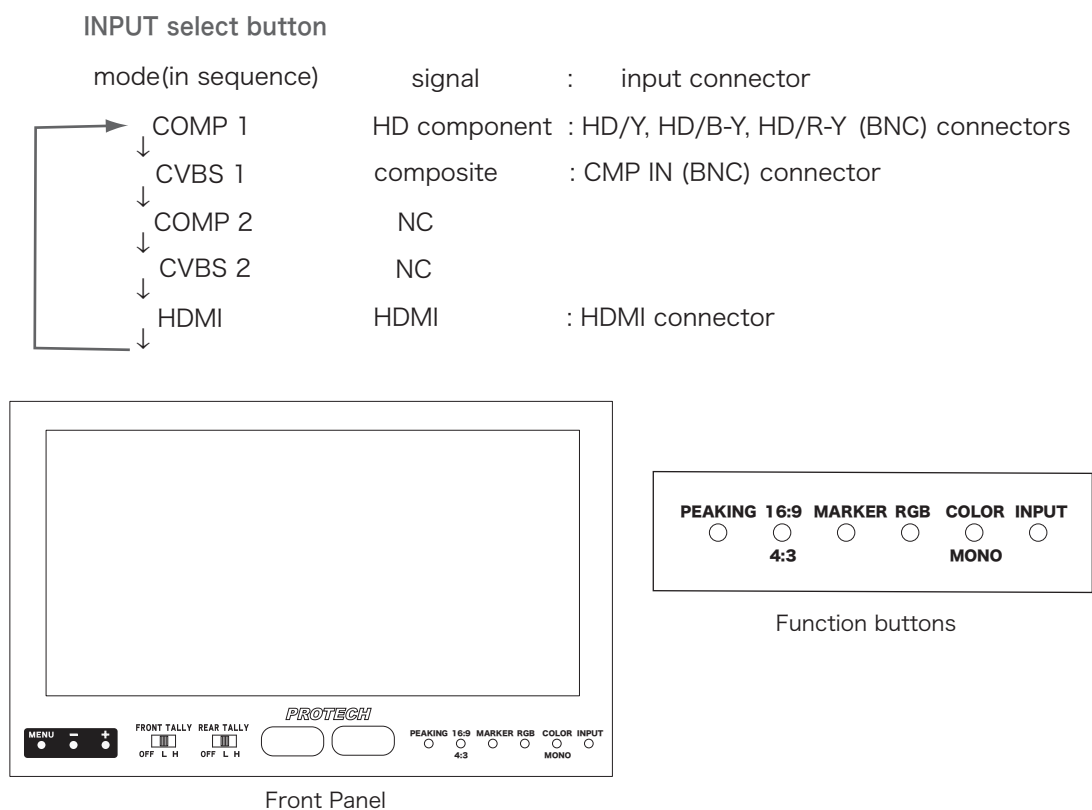 INPUT select button
mode(in sequence) signal : input connector
COMP 1 HD component : HD/Y, HD/B-Y, HD/R-Y (BNC) connectors
↓
CVBS 1 composite : CMP IN (BNC) connector
↓
COMP 2 NC
↓
CVBS 2 NC
↓
HDMI HDMI : HDMI connector
↓
PROTECH
MENU − +
FRONT TALLY REAR TALLY
OFF L H OFF L H
PEAKING 16:9 MARKER RGB COLOR INPUT
4:3 MONO
Front Panel
PEAKING 16:9 MARKER RGB COLOR INPUT
4:3 MONO
Function buttons